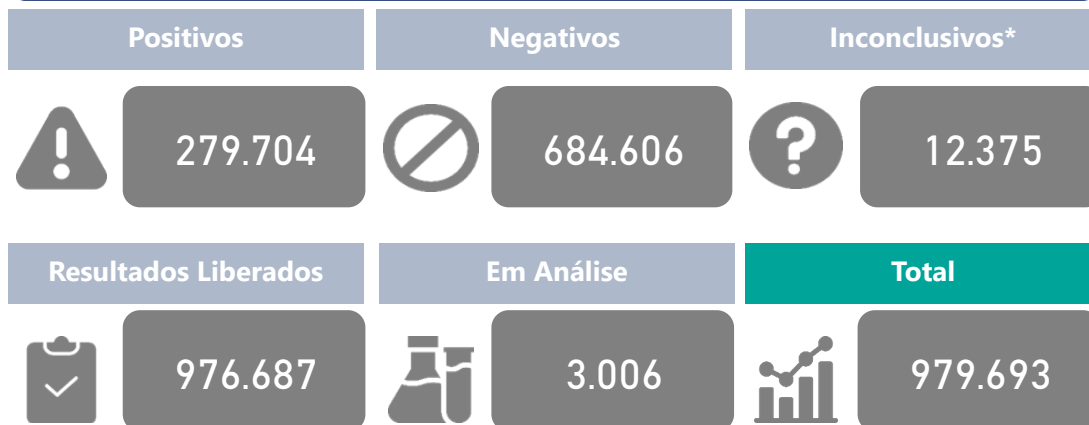 Positivos
Negativos
Inconclusivos*
279.704
684.606
12.375
Resultados Liberados
Em Análise
Total
976.687
3.006
979.693